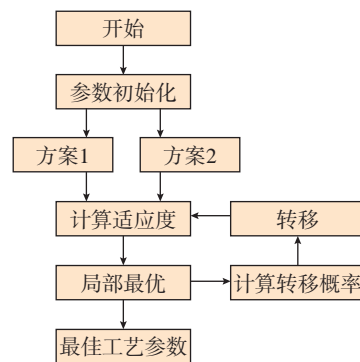 开始
参数初始化
方案1
方案2
计算适应度
转移
局部最优
计算转移概率
最佳工艺参数